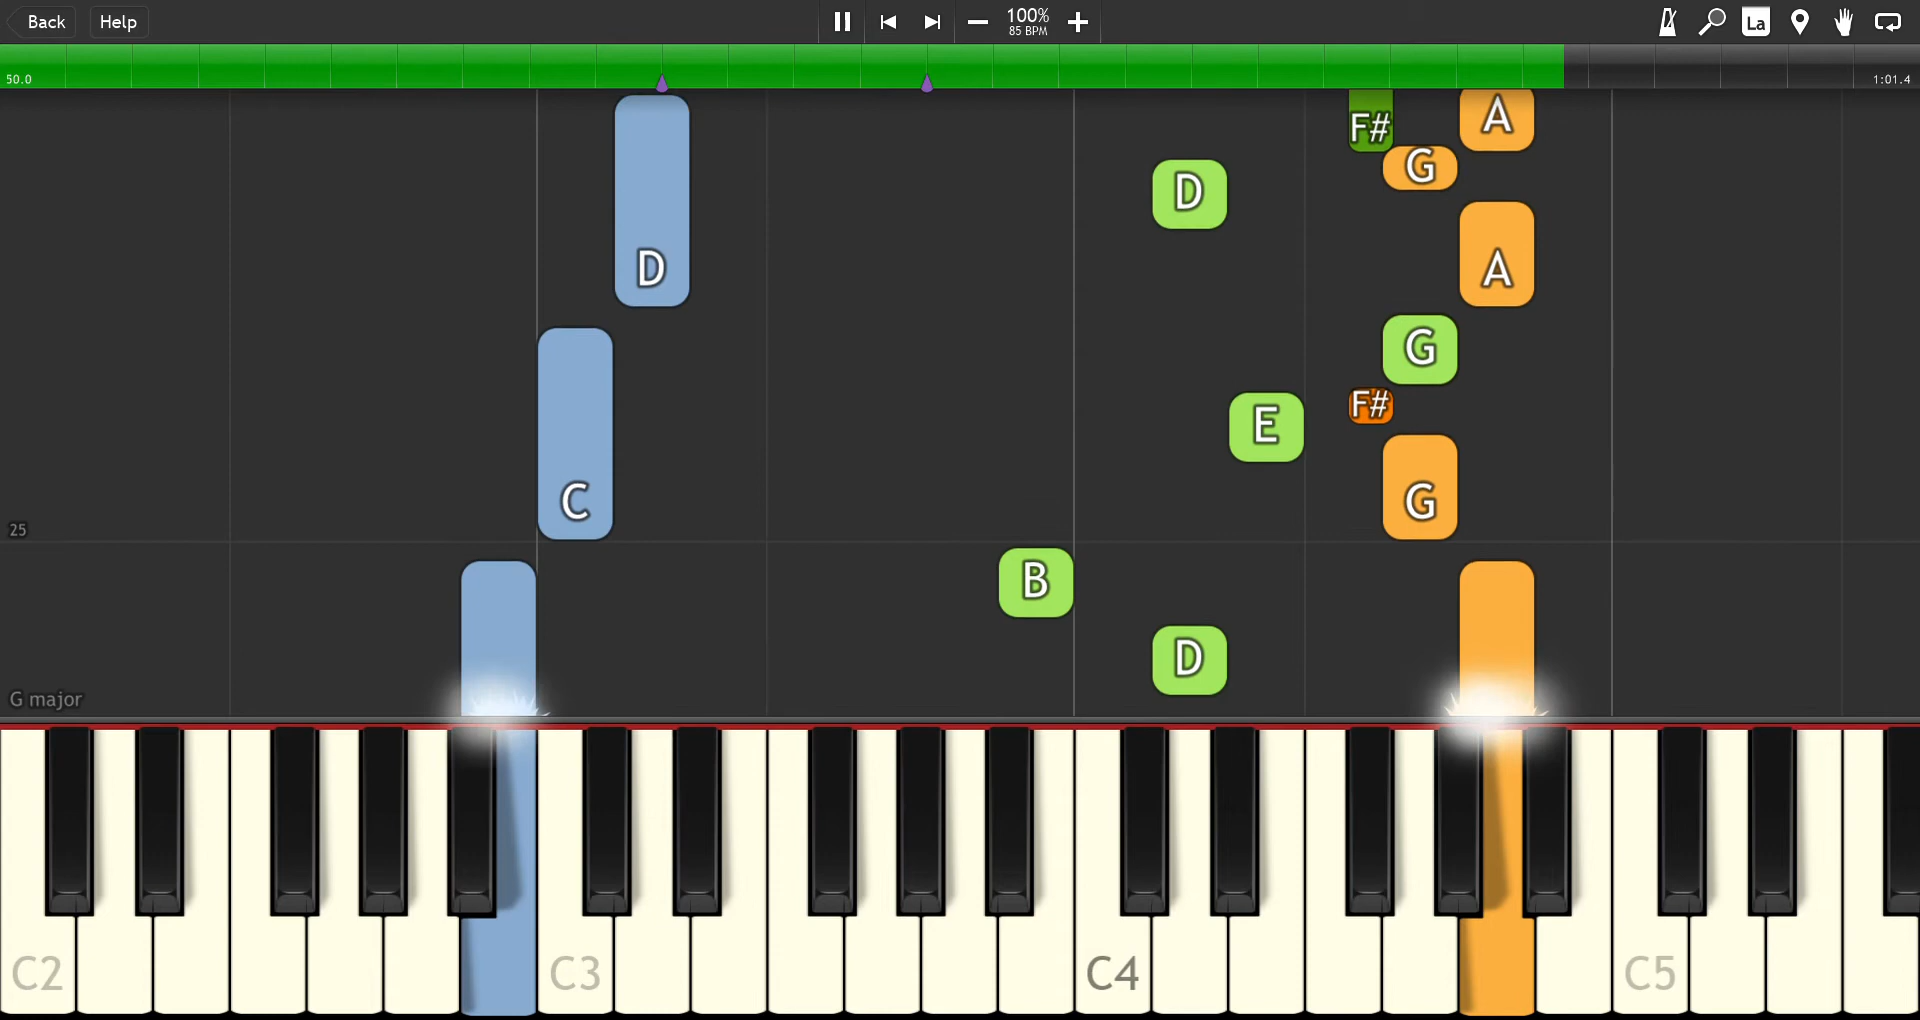 Back Help 100% La
85 BPM
50.0 1:01.4
A
F#
G
D
A
D
G
F#
E
G
C
25
B
D
G major
C2 C3 C4 C5